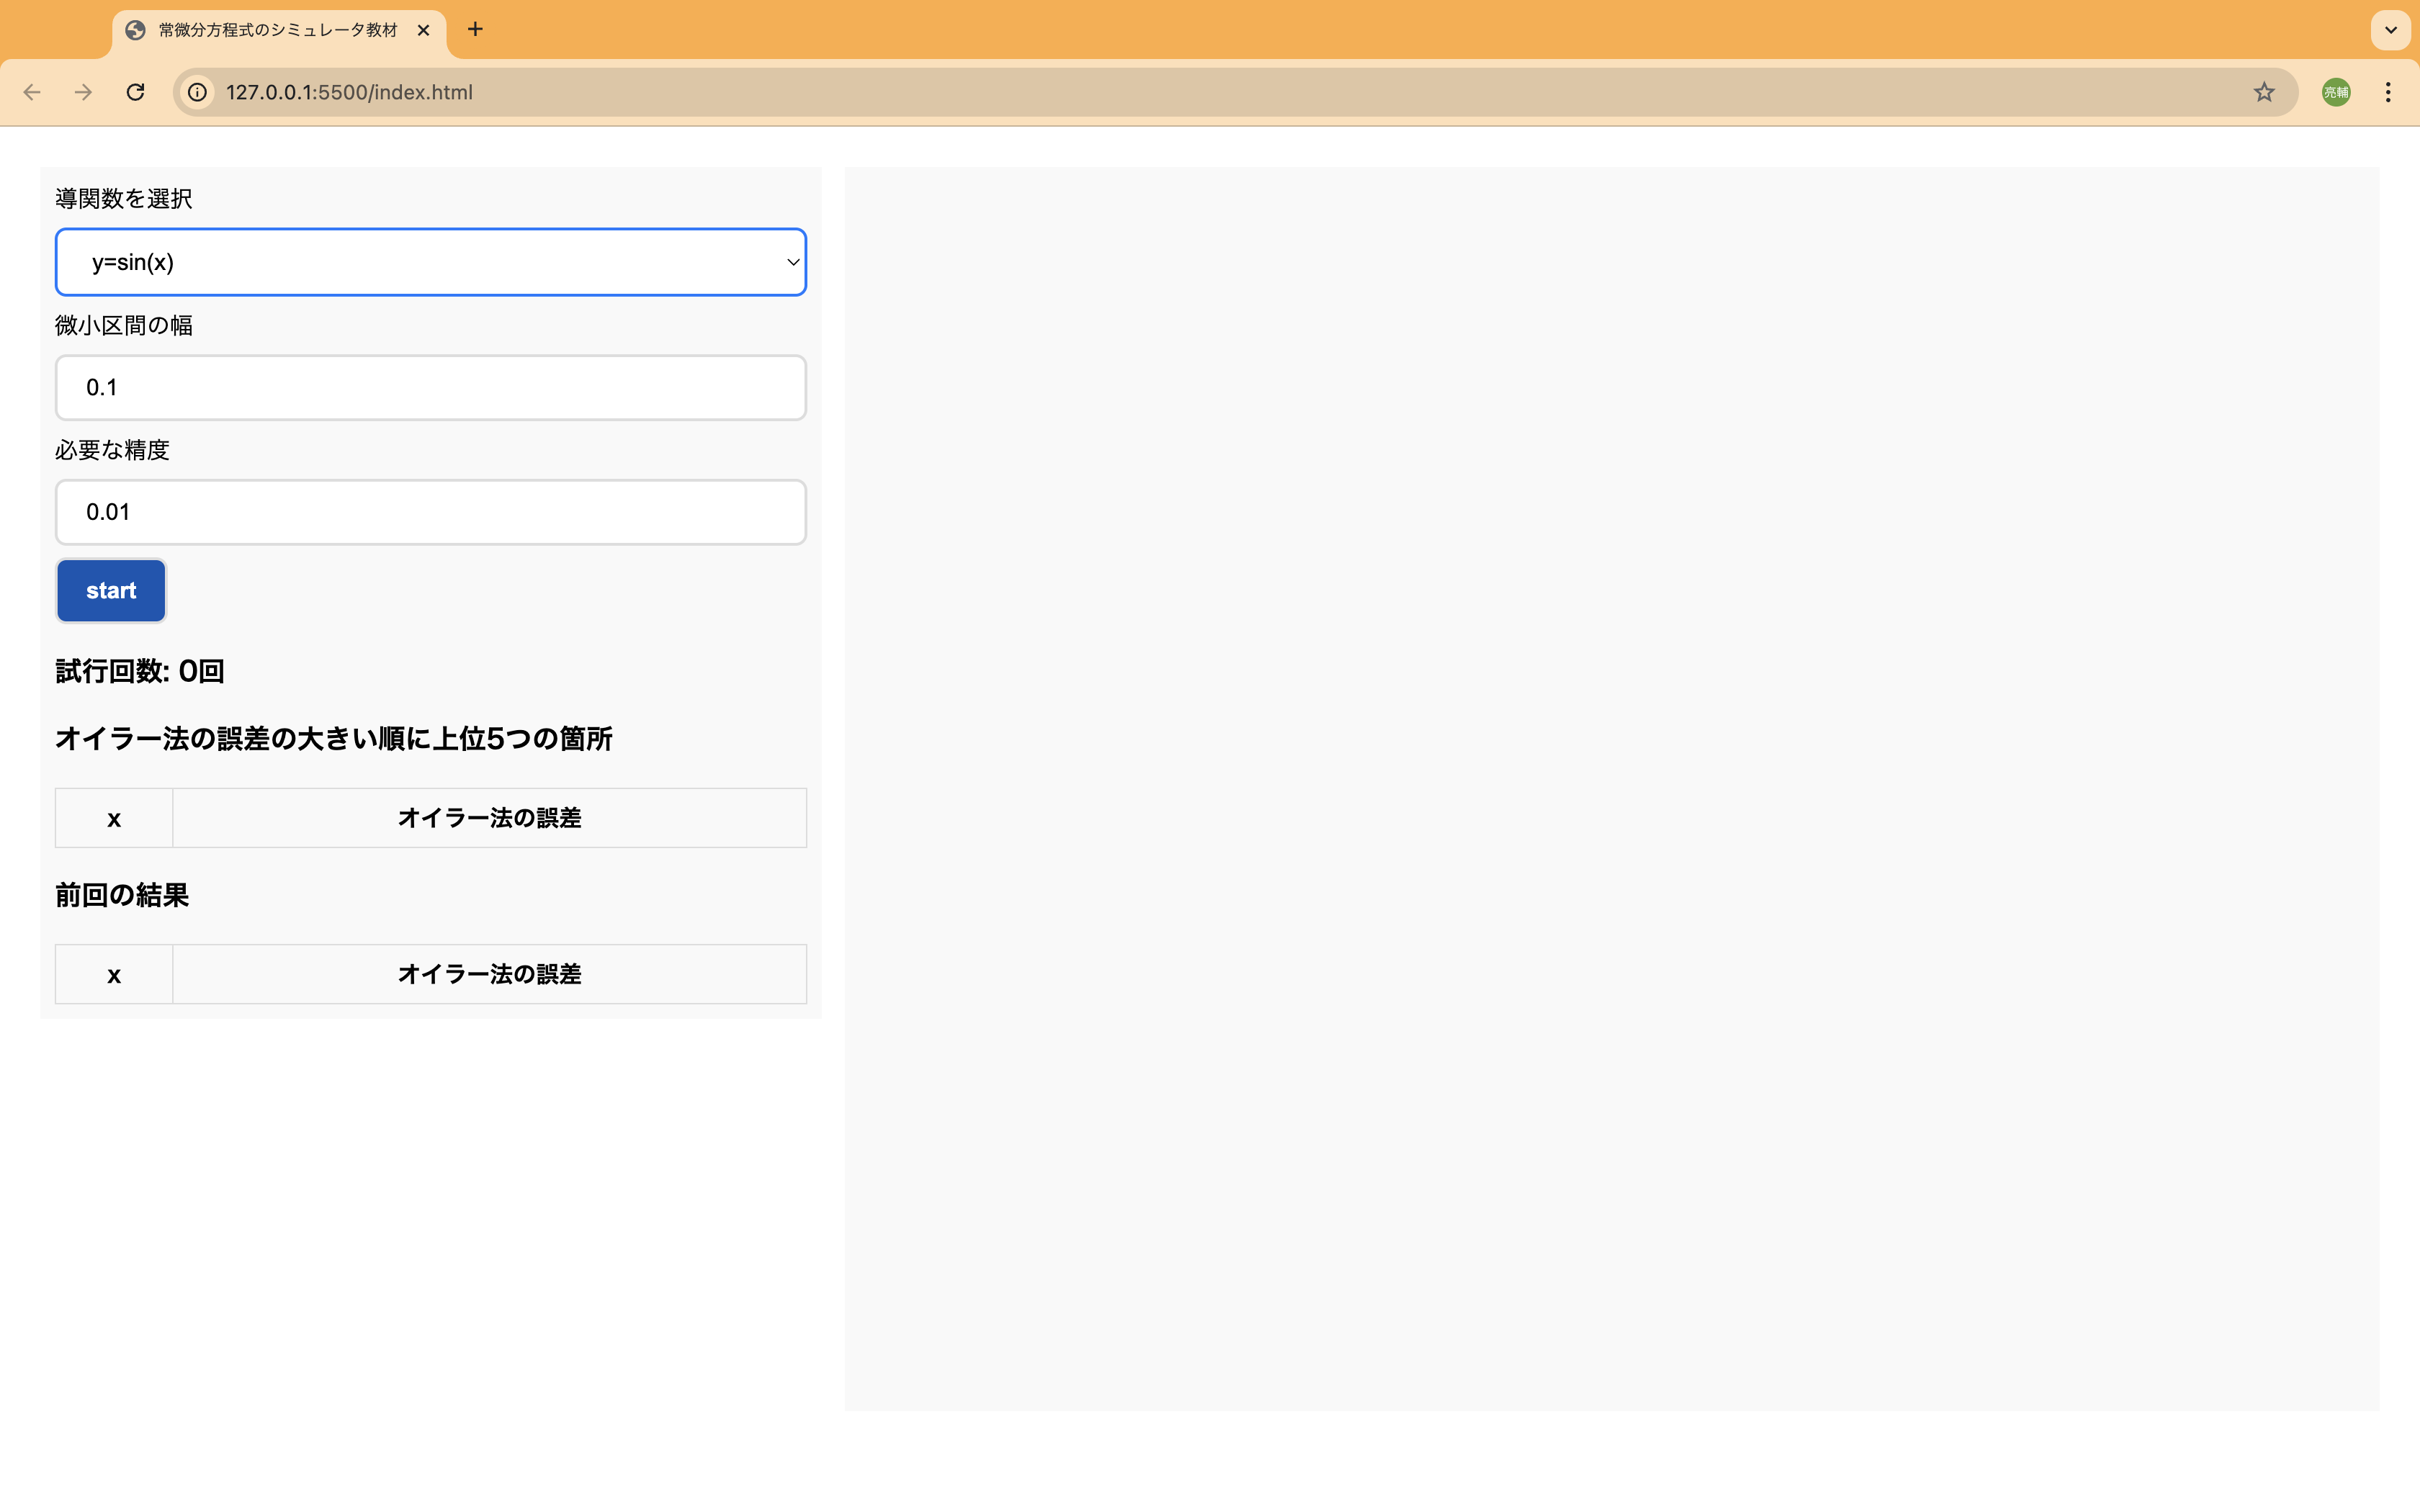 常微分方程式のシミュレータ教材
127.0.0.1:5500/index.html
亮輔
導関数を選択
y=sin(x)
微小区間の幅
0.1
必要な精度
0.01
start
試行回数: 0回
オイラー法の誤差の大きい順に上位5つの箇所
x オイラー法の誤差
前回の結果
x オイラー法の誤差